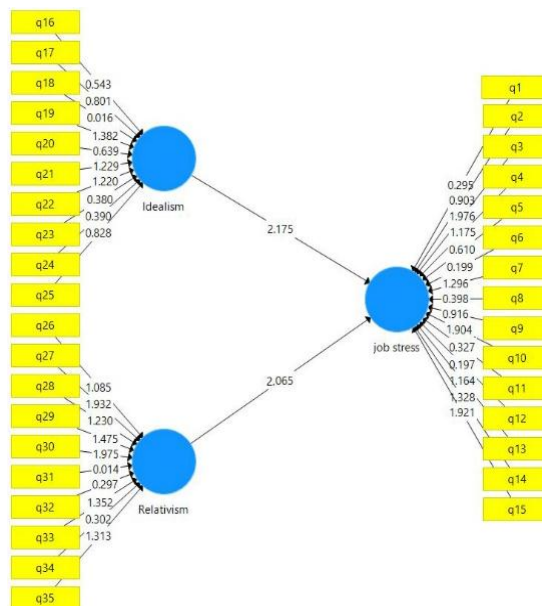 q16
q17
q18
q19
q20
q21
q22
q23
q24
q25
0.543
0.801
0.016
1.382
0.639
1.229
1.220
0.380
0.390
0.828
Idealism
2.175
q26
q27
q28
q29
q30
q31
q32
q33
q34
q35
1.085
1.932
1.230
1.475
1.975
0.014
0.297
1.352
0.302
1.313
Relativism
2.065
q1
q2
q3
q4
q5
q6
q7
q8
q9
q10
q11
q12
q13
q14
q15
0.295
0.903
1.976
1.175
0.610
0.199
1.296
0.398
0.916
1.904
0.327
0.197
1.164
1.328
1.921
job stress